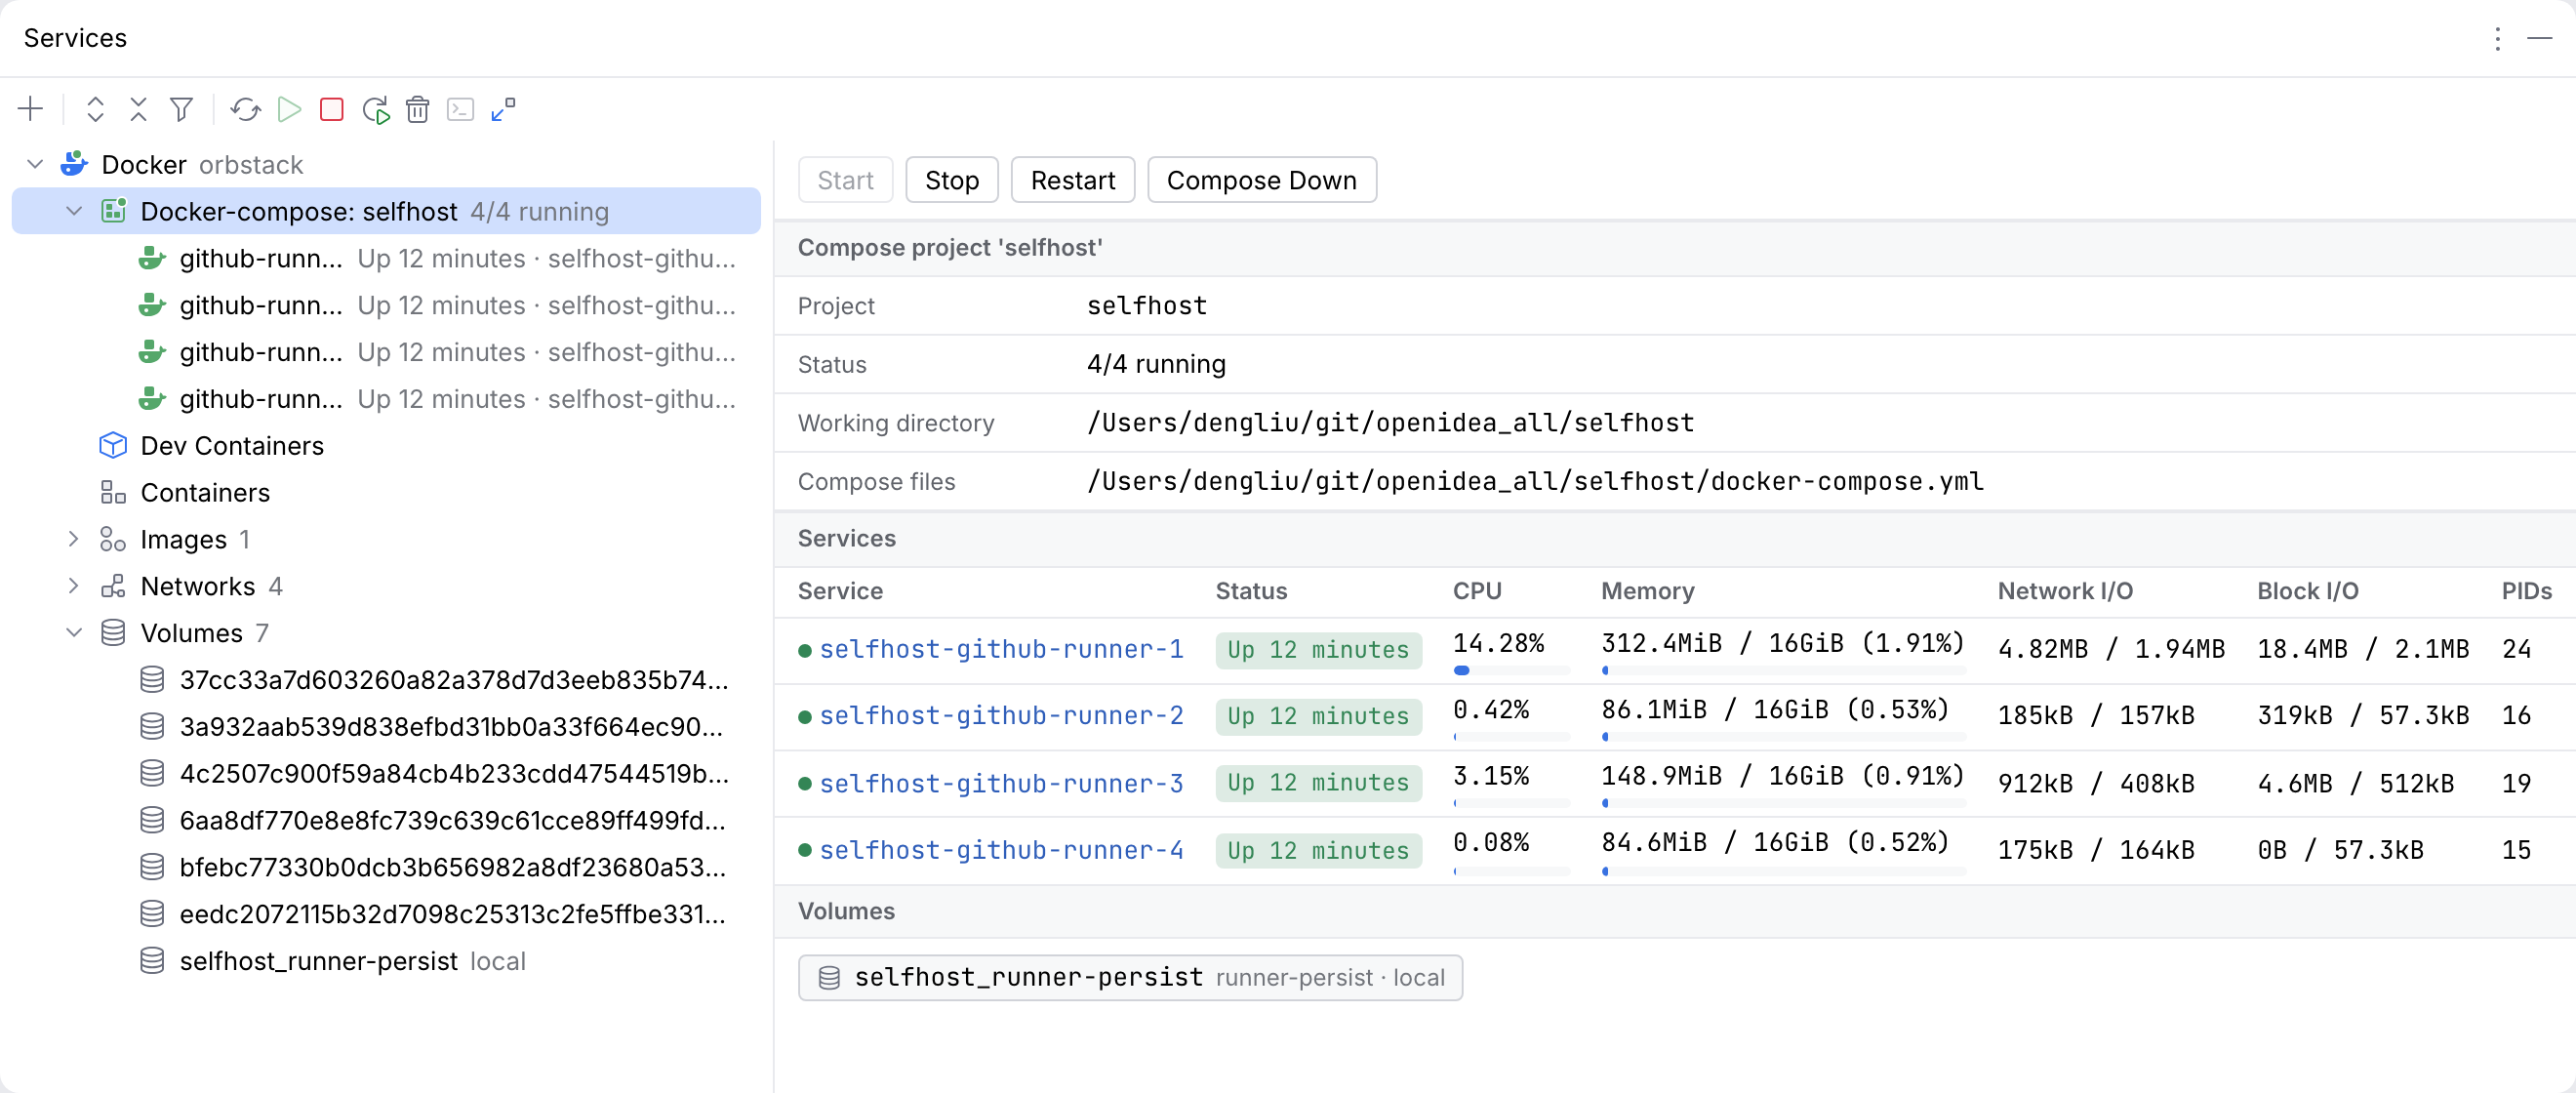 Services
Docker orbstack
Docker-compose: selfhost 4/4 running
github-runn... Up 12 minutes · selfhost-githu...
github-runn... Up 12 minutes · selfhost-githu...
github-runn... Up 12 minutes · selfhost-githu...
github-runn... Up 12 minutes · selfhost-githu...
Dev Containers
Containers
Images 1
Networks 4
Volumes 7
37cc33a7d603260a82a378d7d3eeb835b74...
3a932aab539d838efbd31bb0a33f664ec90...
4c2507c900f59a84cb4b233cdd47544519b...
6aa8df770e8e8fc739c639c61cce89ff499fd...
bfebc77330b0dcb3b656982a8df23680a53...
eedc2072115b32d7098c25313c2fe5ffbe331...
selfhost_runner-persist local
Start Stop Restart Compose Down
Compose project 'selfhost'
Project selfhost
Status 4/4 running
Working directory /Users/dengliu/git/openidea_all/selfhost
Compose files /Users/dengliu/git/openidea_all/selfhost/docker-compose.yml
Services
Service Status CPU Memory Network I/O Block I/O PIDs
selfhost-github-runner-1 Up 12 minutes 14.28% 312.4MiB / 16GiB (1.91%) 4.82MB / 1.94MB 18.4MB / 2.1MB 24
selfhost-github-runner-2 Up 12 minutes 0.42% 86.1MiB / 16GiB (0.53%) 185kB / 157kB 319kB / 57.3kB 16
selfhost-github-runner-3 Up 12 minutes 3.15% 148.9MiB / 16GiB (0.91%) 912kB / 408kB 4.6MB / 512kB 19
selfhost-github-runner-4 Up 12 minutes 0.08% 84.6MiB / 16GiB (0.52%) 175kB / 164kB 0B / 57.3kB 15
Volumes
selfhost_runner-persist runner-persist · local